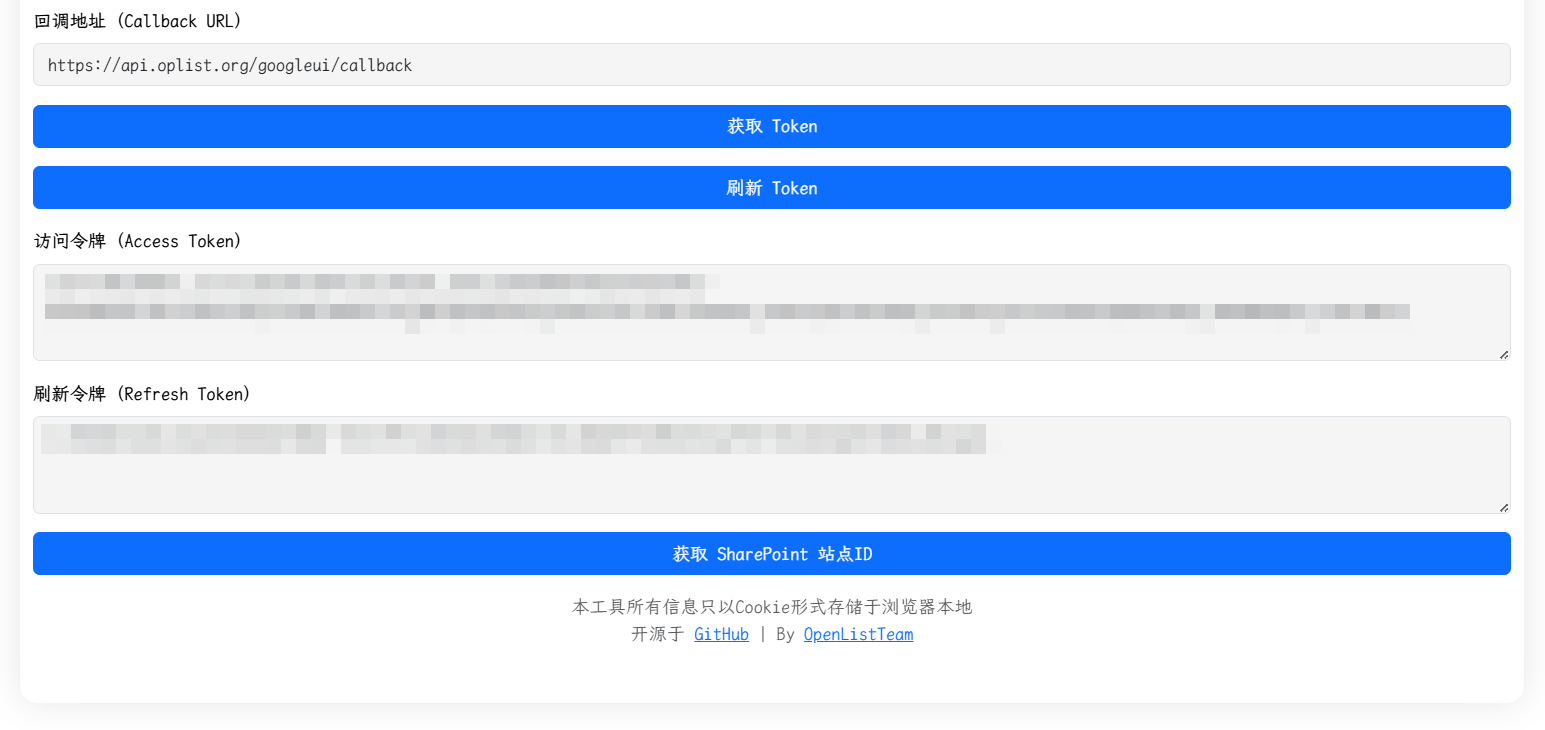 回调地址 (Callback URL)
https://api.oplist.org/googleui/callback
获取 Token
刷新 Token
访问令牌 (Access Token)
刷新令牌 (Refresh Token)
获取 SharePoint 站点ID
本工具所有信息只以Cookie形式存储于浏览器本地
开源于 GitHub | By OpenListTeam